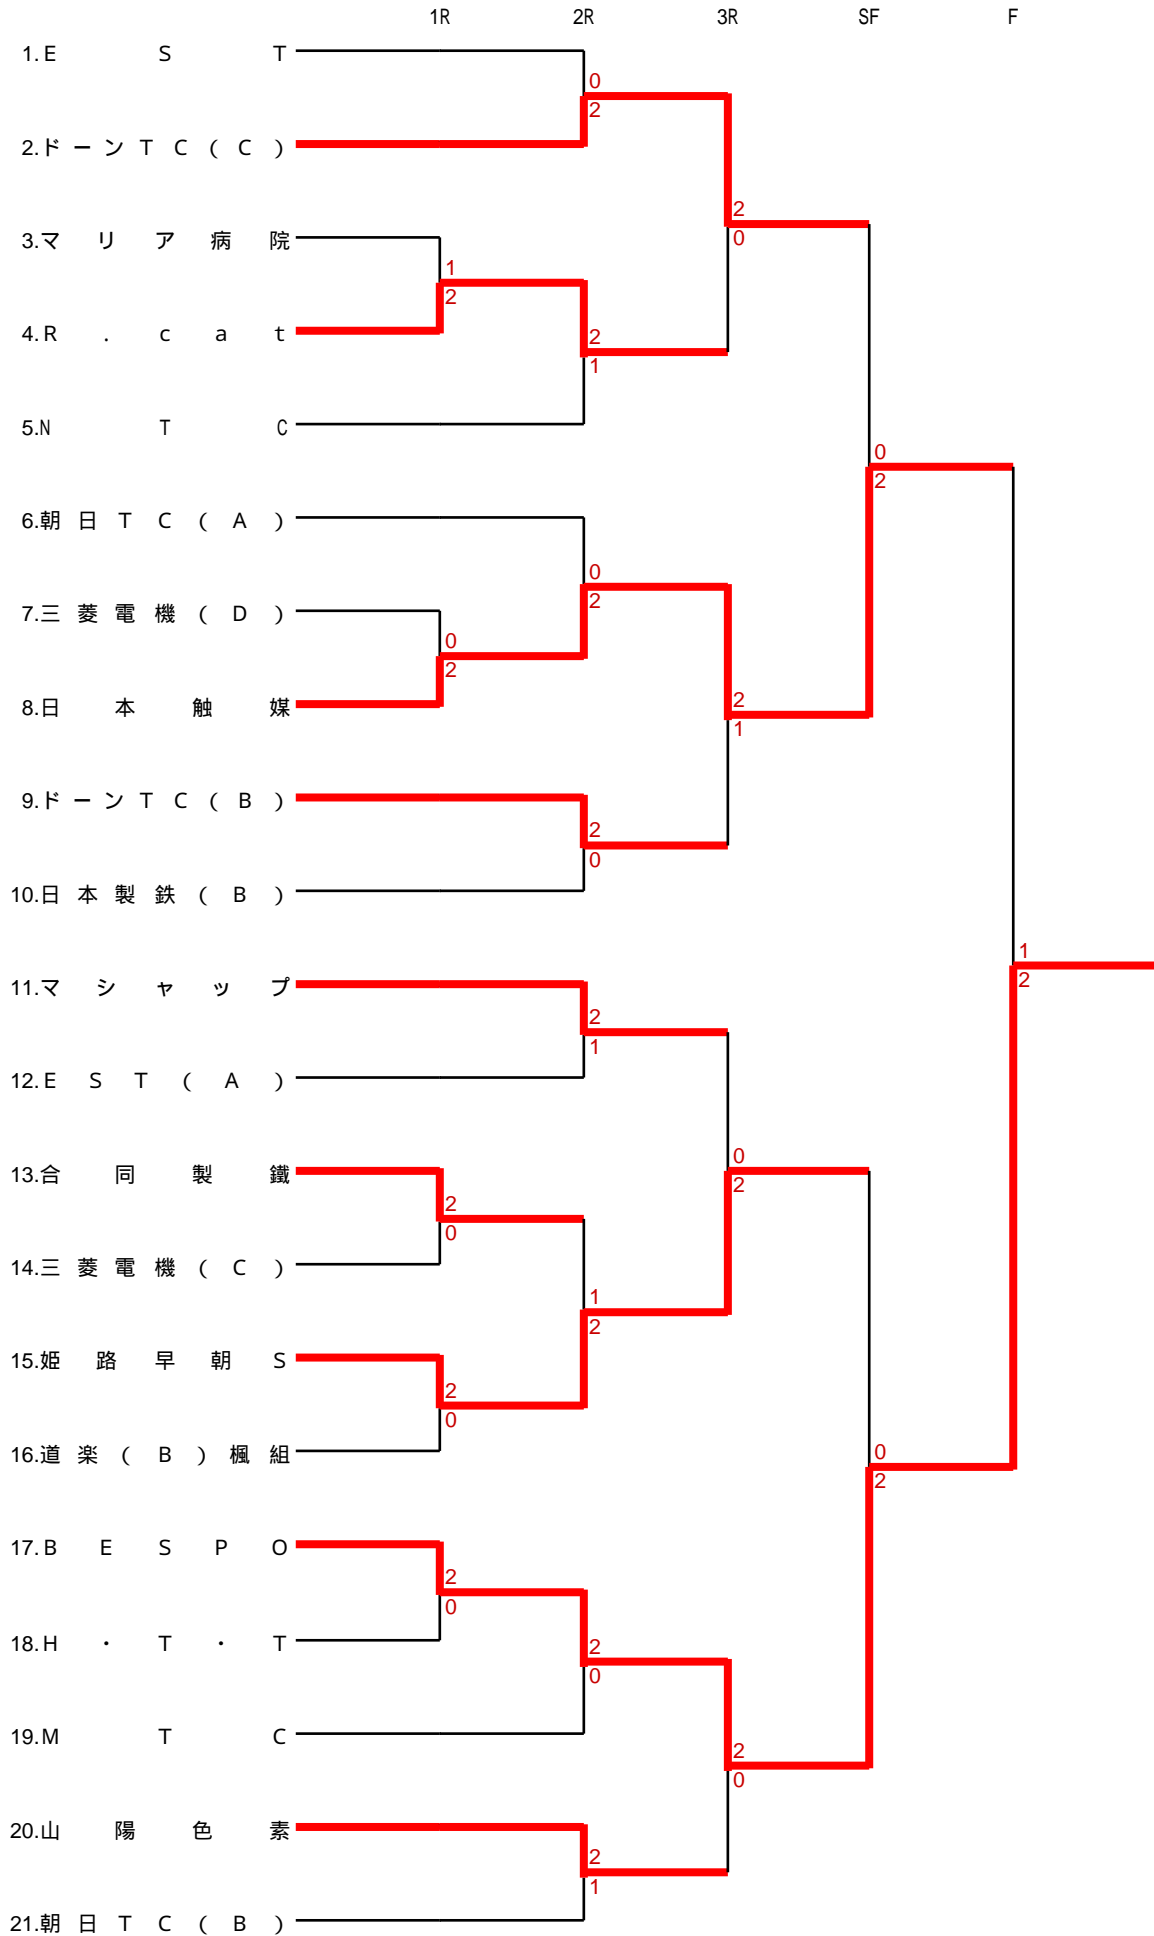 1R 2R 3R SF F
1.E S T
0
2
2.ドーンTC(C)
2
0
3.マリア病院
1
2
4.R.cat
2
1
5.N T C
0
2
6.朝日TC(A)
0
2
7.三菱電機(D)
0
2
8.日本触媒
2
1
9.ドーンTC(B)
2
0
10.日本製鉄(B)
1
2
11.マシャップ
2
1
12.EST(A)
0
2
13.合同製鐵
2
0
14.三菱電機(C)
1
2
15.姫路早朝S
2
0
16.道楽(B)楓組
0
2
17.BESPO
2
0
18.H・T・T
2
0
19.M T C
2
0
20.山陽色素
2
1
21.朝日TC(B)